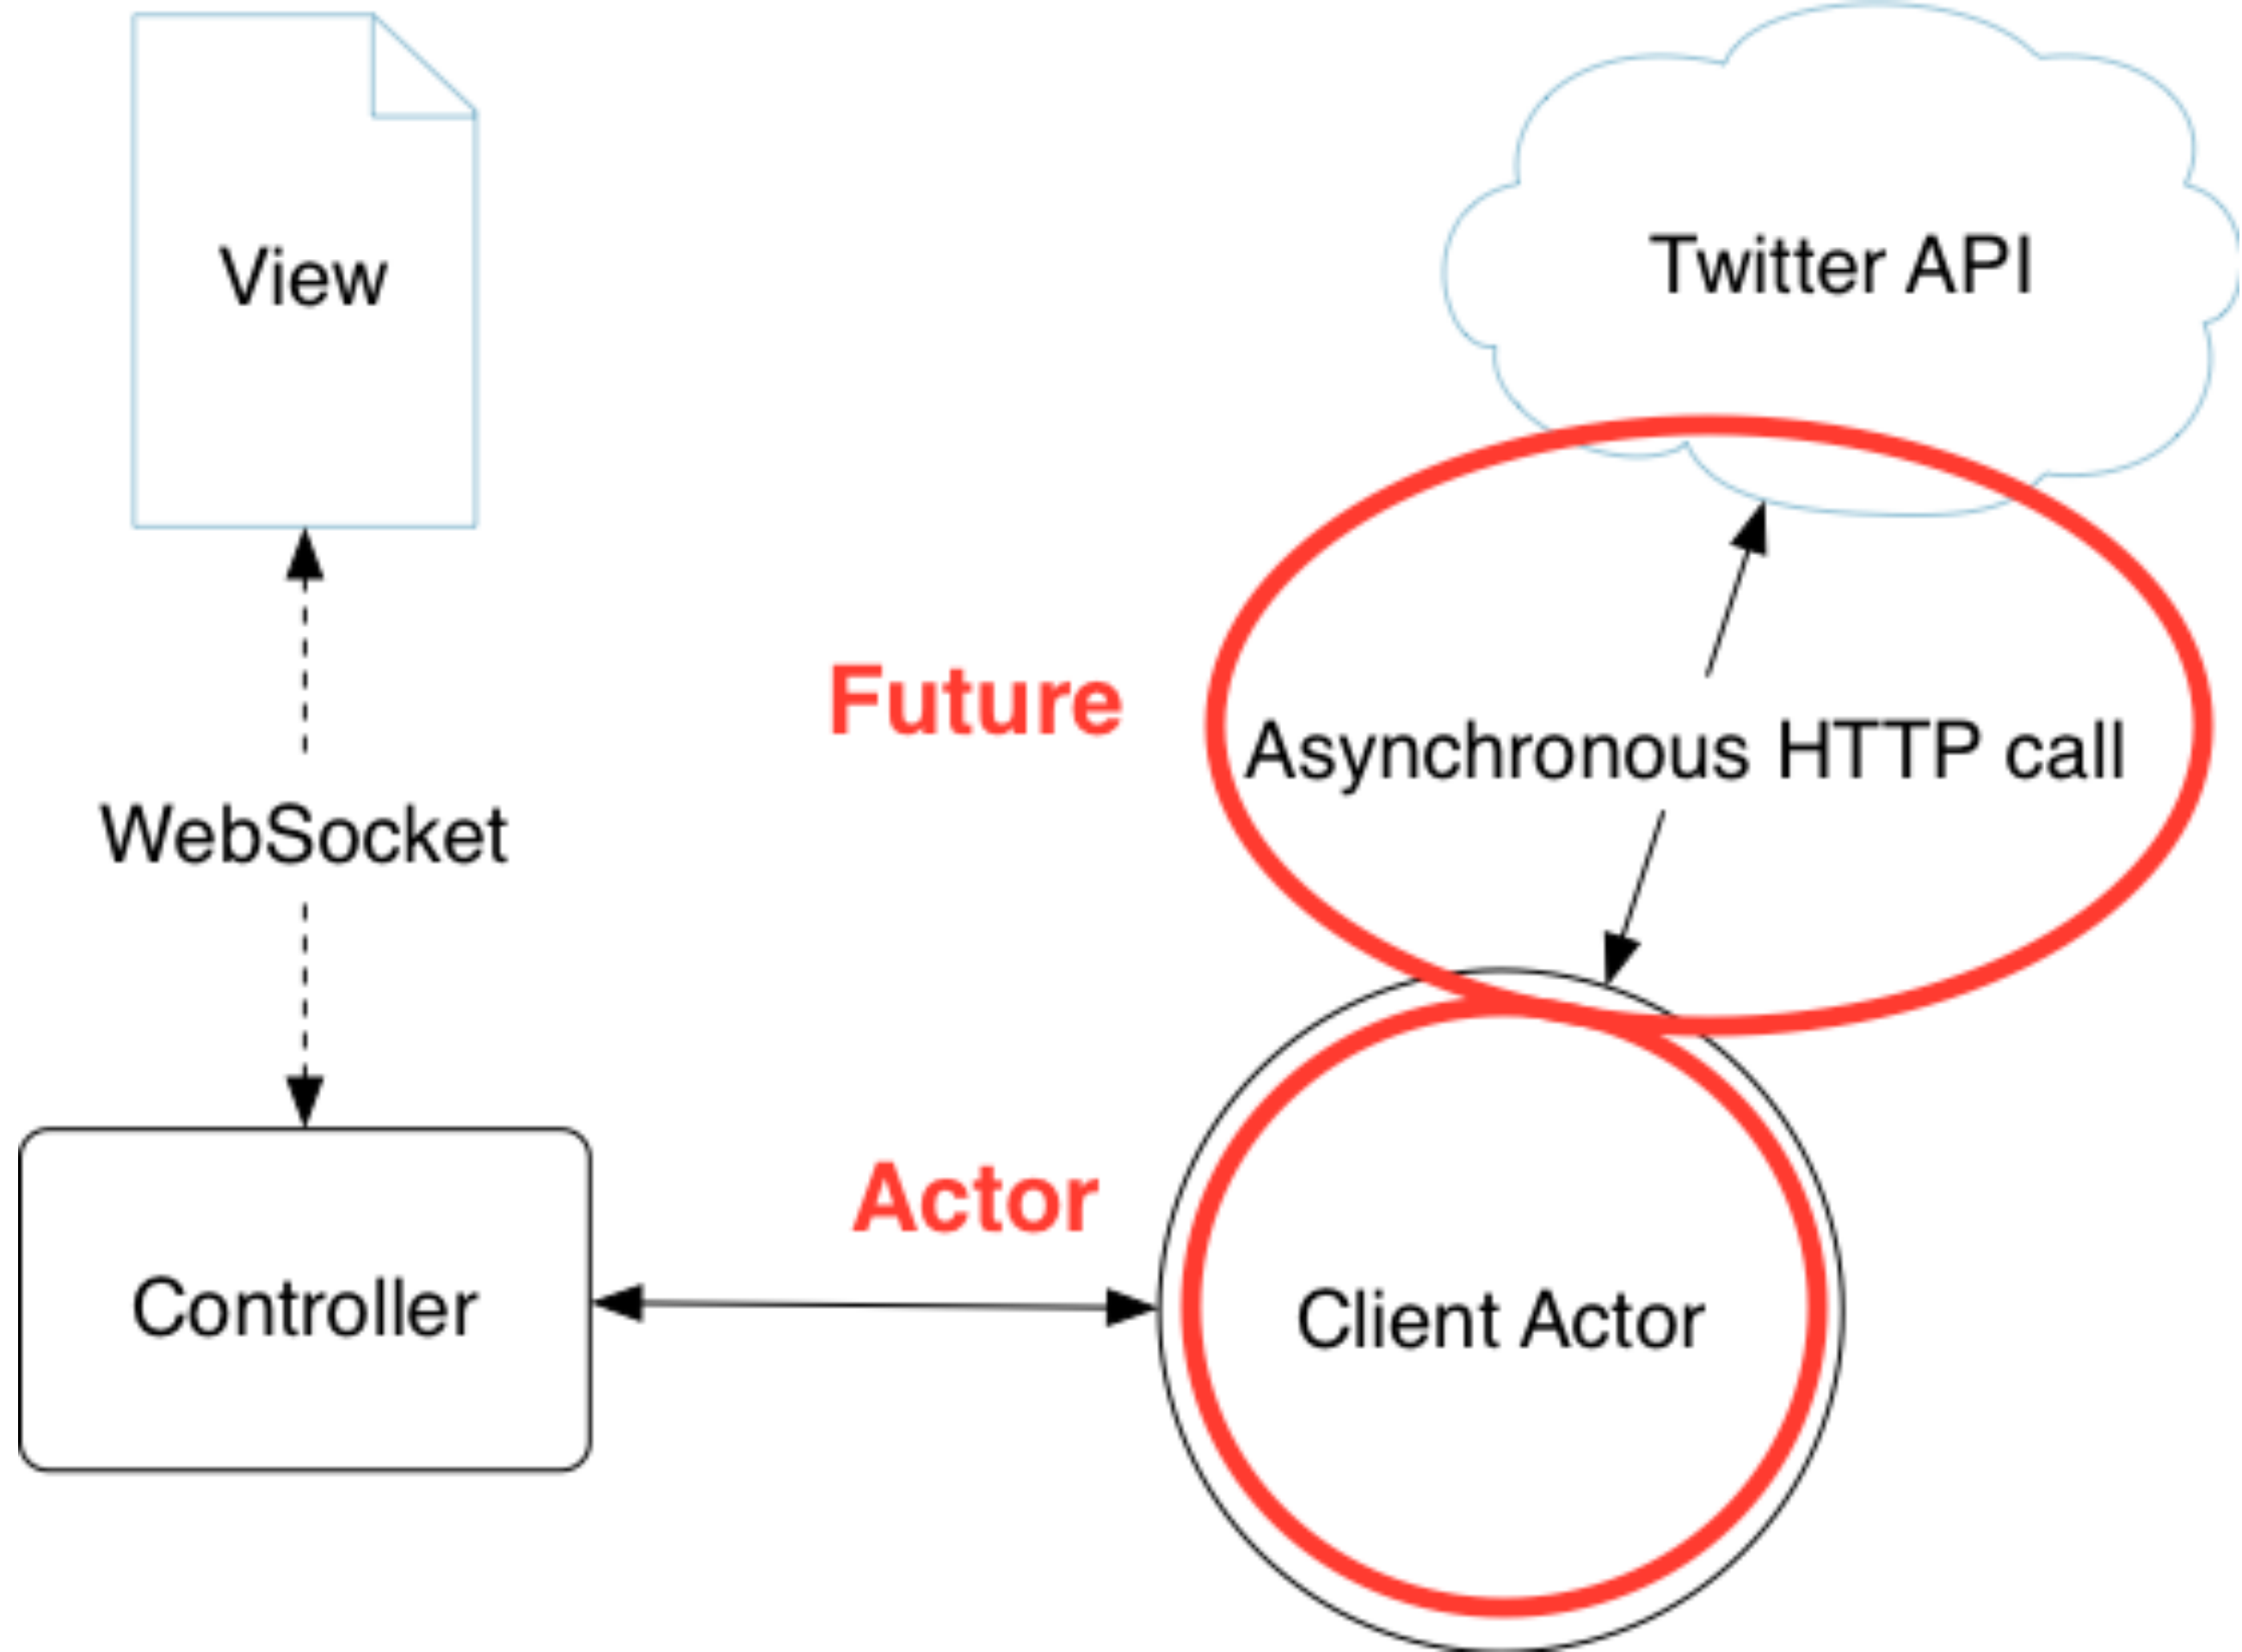 View
Twitter API
Future
Asynchronous HTTP call
WebSocket
Actor
Controller
Client Actor